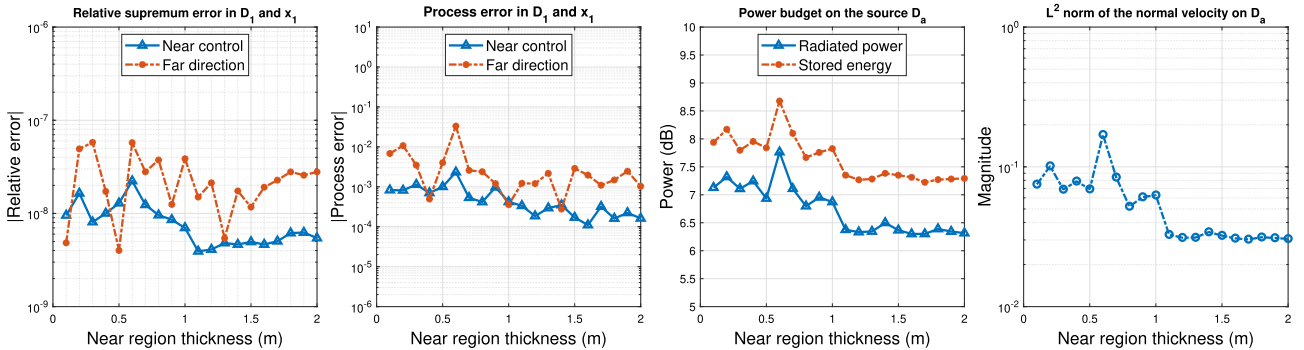 Relative supremum error in D1 and x1
10^-6
10^-7
10^-8
10^-9
|Relative error|
Near control
Far direction
0 0.5 1 1.5 2
Near region thickness (m)
Process error in D1 and x1
10^1
10^0
10^-1
10^-2
10^-3
10^-4
10^-5
10^-6
|Process error|
Near control
Far direction
0 0.5 1 1.5 2
Near region thickness (m)
Power budget on the source Da
10
9.5
9
8.5
8
7.5
7
6.5
6
5.5
5
Power (dB)
Radiated power
Stored energy
0 0.5 1 1.5 2
Near region thickness (m)
L^2 norm of the normal velocity on Da
10^0
10^-1
10^-2
Magnitude
0 0.5 1 1.5 2
Near region thickness (m)